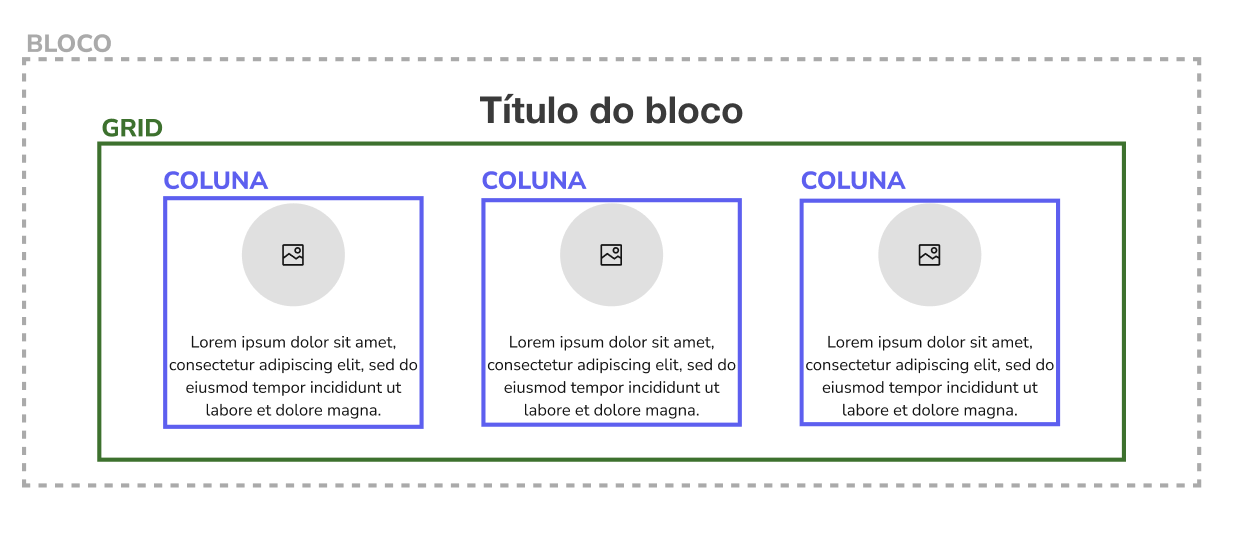 BLOCO
Título do bloco
GRID
COLUNA
Lorem ipsum dolor sit amet,
consectetur adipiscing elit, sed do
eiusmod tempor incididunt ut
labore et dolore magna.
COLUNA
Lorem ipsum dolor sit amet,
consectetur adipiscing elit, sed do
eiusmod tempor incididunt ut
labore et dolore magna.
COLUNA
Lorem ipsum dolor sit amet,
consectetur adipiscing elit, sed do
eiusmod tempor incididunt ut
labore et dolore magna.